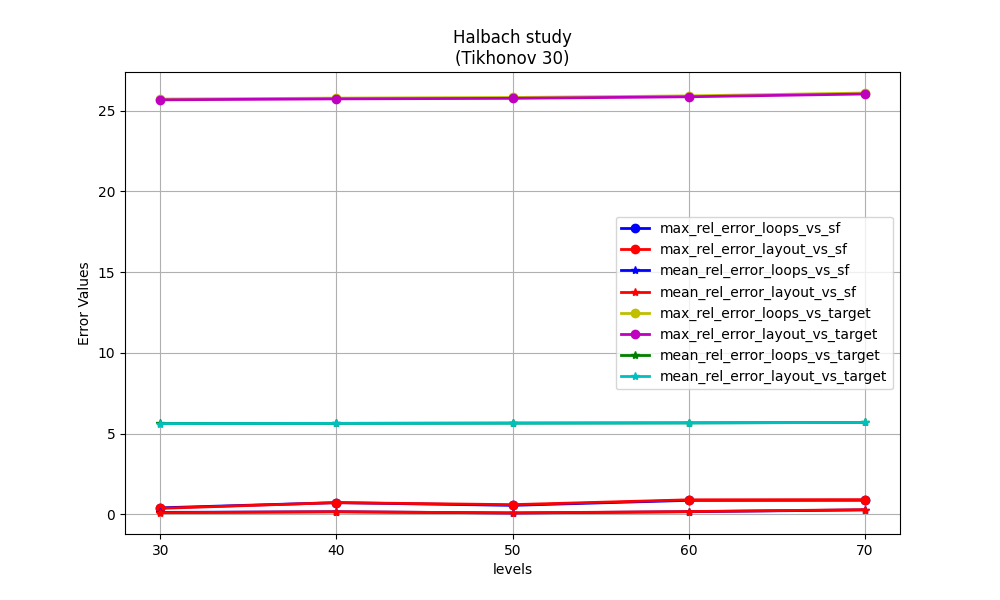 Halbach study
(Tikhonov 30)
Error Values
25
20
15
10
5
0
max_rel_error_loops_vs_sf
max_rel_error_layout_vs_sf
mean_rel_error_loops_vs_sf
mean_rel_error_layout_vs_sf
max_rel_error_loops_vs_target
max_rel_error_layout_vs_target
mean_rel_error_loops_vs_target
mean_rel_error_layout_vs_target
30 40 50 60 70
levels